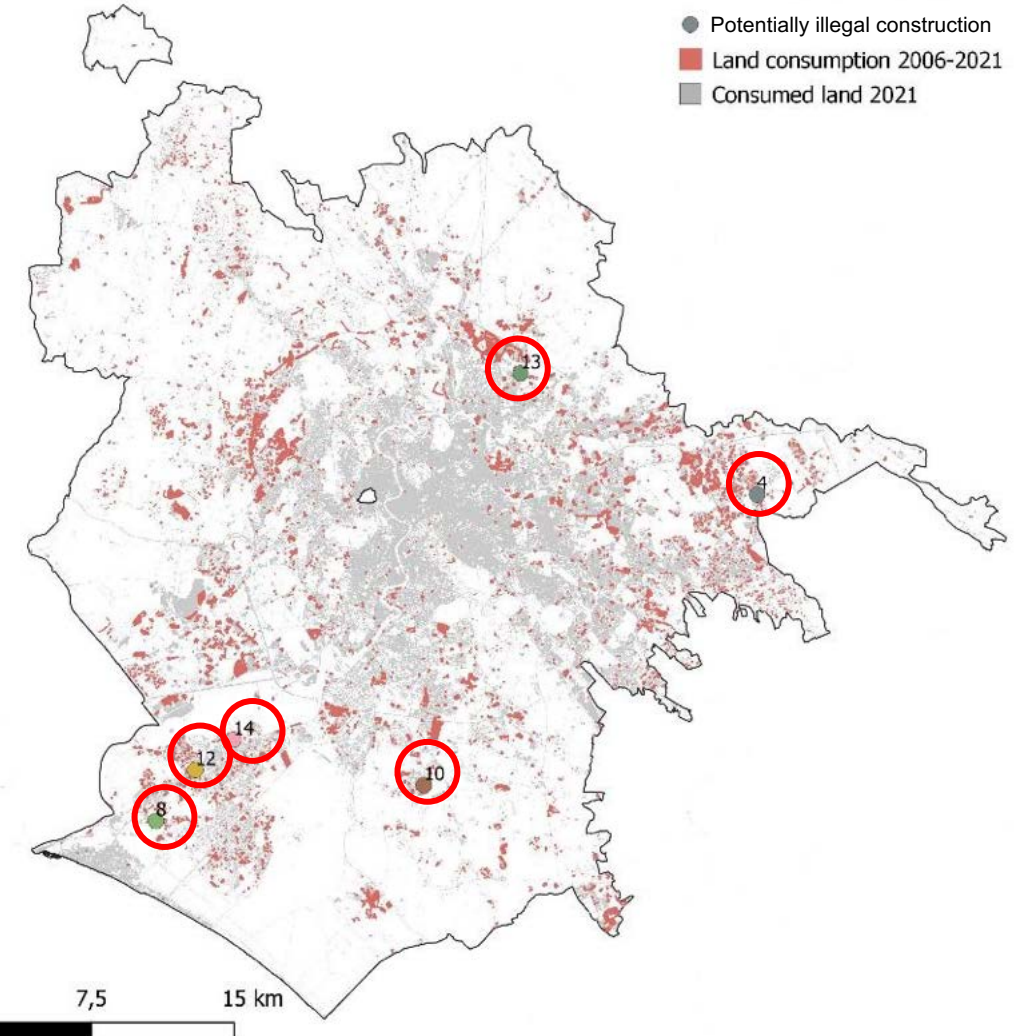 Potentially illegal construction
Land consumption 2006-2021
Consumed land 2021
13
4
14
12
10
8
7,5 15 km